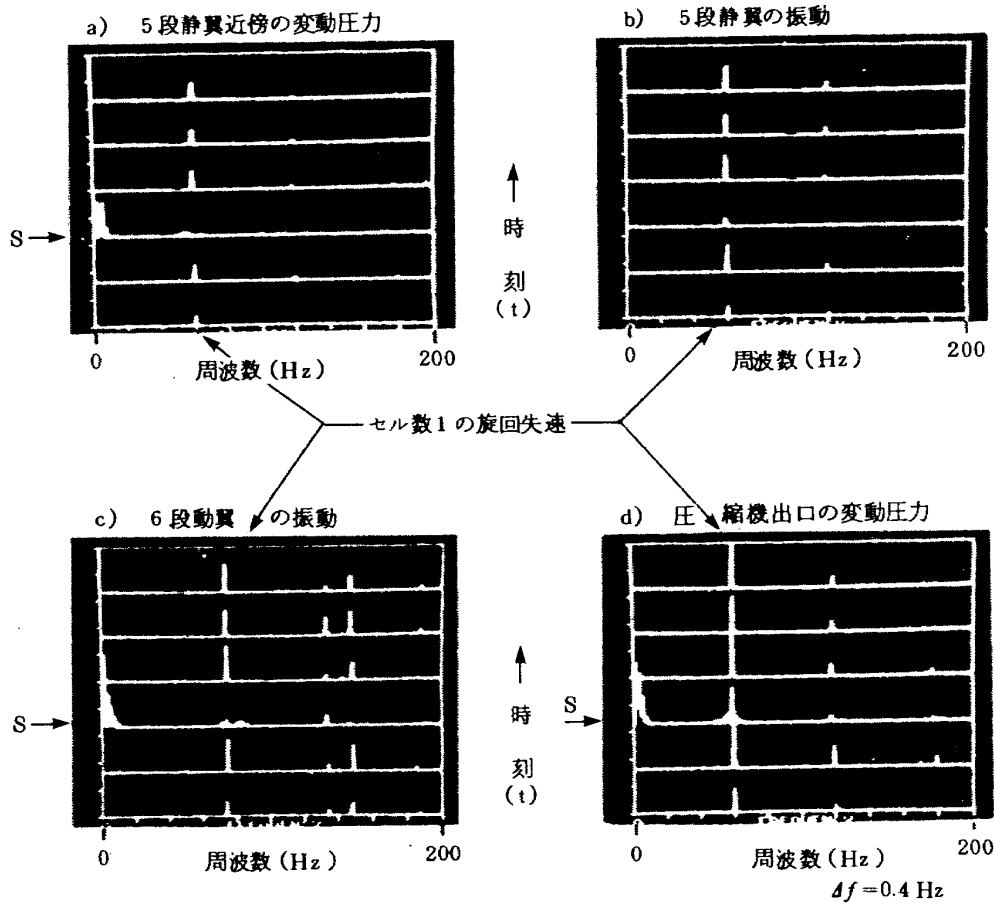 a) 5段静翼近傍の変動圧力
b) 5段静翼の振動
S
時
刻
(t)
0
200
周波数(Hz)
0
200
周波数(Hz)
セル数1の旋回失速
c) 6段動翼 の振動
d) 圧 縮機出口の変動圧力
S
時
刻
(t)
S
0
200
周波数(Hz)
0
200
周波数(Hz)
Δf=0.4 Hz